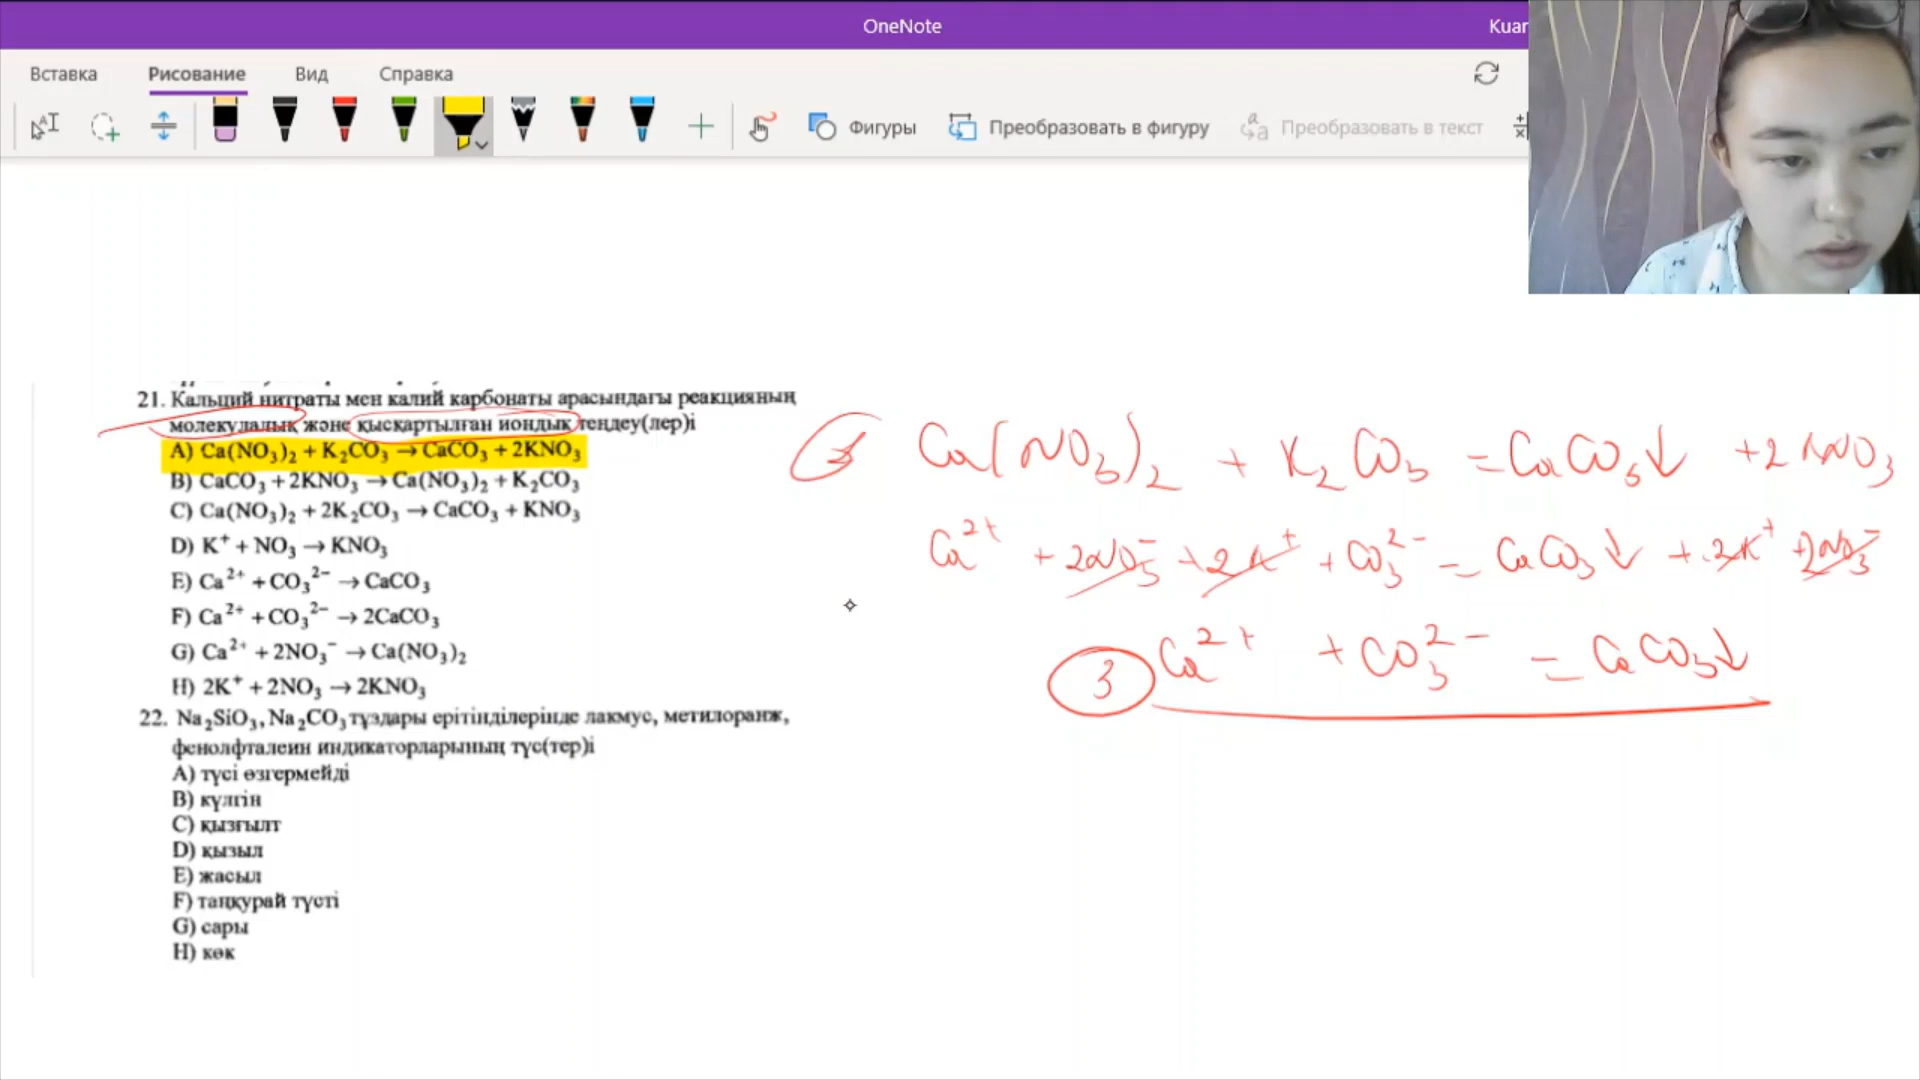 OneNote
Kuar
Вставка Рисование Вид Справка
Фигуры Преобразовать в фигуру Преобразовать в текст
21. Кальций нитраты мен калий карбонаты арасындағы реакцияның
молекулалық және қысқартылған иондық теңдеу(лер)і
A) Ca(NO₃)₂ + K₂CO₃ → CaCO₃ + 2KNO₃
B) CaCO₃ + 2KNO₃ → Ca(NO₃)₂ + K₂CO₃
C) Ca(NO₃)₂ + 2K₂CO₃ → CaCO₃ + KNO₃
D) K⁺ + NO₃ → KNO₃
E) Ca²⁺ + CO₃²⁻ → CaCO₃
F) Ca²⁺ + CO₃²⁻ → 2CaCO₃
G) Ca²⁺ + 2NO₃⁻ → Ca(NO₃)₂
H) 2K⁺ + 2NO₃ → 2KNO₃
22. Na₂SiO₃, Na₂CO₃ тұздары ерітінділерінде лакмус, метилоранж,
фенолфталеин индикаторларының түс(тер)і
A) түсі өзгермейді
B) күлгін
C) қызғылт
D) қызыл
E) жасыл
F) таңқурай түсті
G) сары
H) көк
Ca(NO₃)₂ + K₂CO₃ = CaCO₃↓ + 2KNO₃
Ca²⁺ + 2NO₃⁻ + 2K⁺ + CO₃²⁻ = CaCO₃↓ + 2K⁺ + 2NO₃⁻
3 Ca²⁺ + CO₃²⁻ = CaCO₃↓